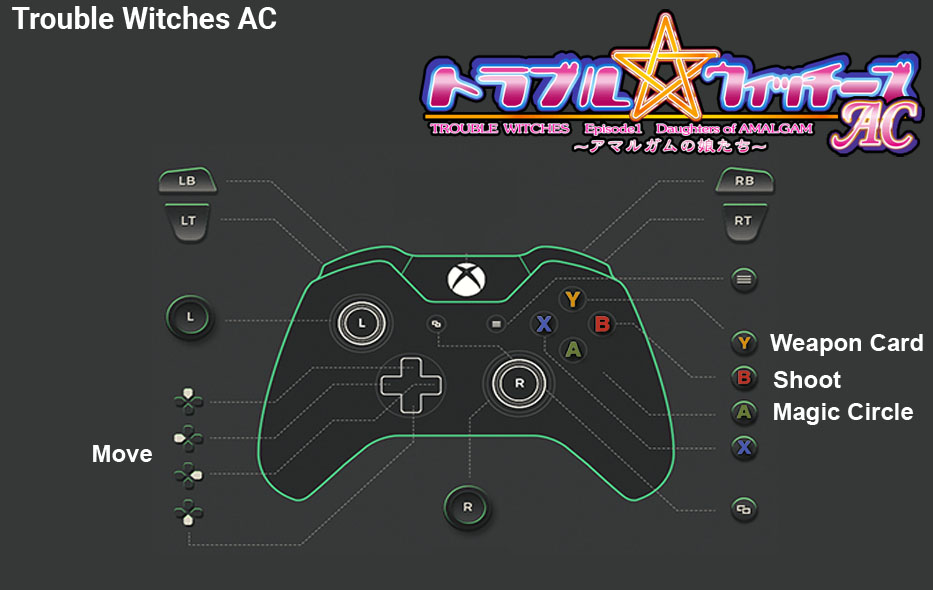 Trouble Witches AC
トラブル☆ウィッチーズ
AC
TROUBLE WITCHES Episode1 Daughters of AMALGAM
～アマルガムの娘たち～
LB
RB
LT
RT
Y
L
L
X
B
A
Y Weapon Card
R
B Shoot
A Magic Circle
X
Move
R